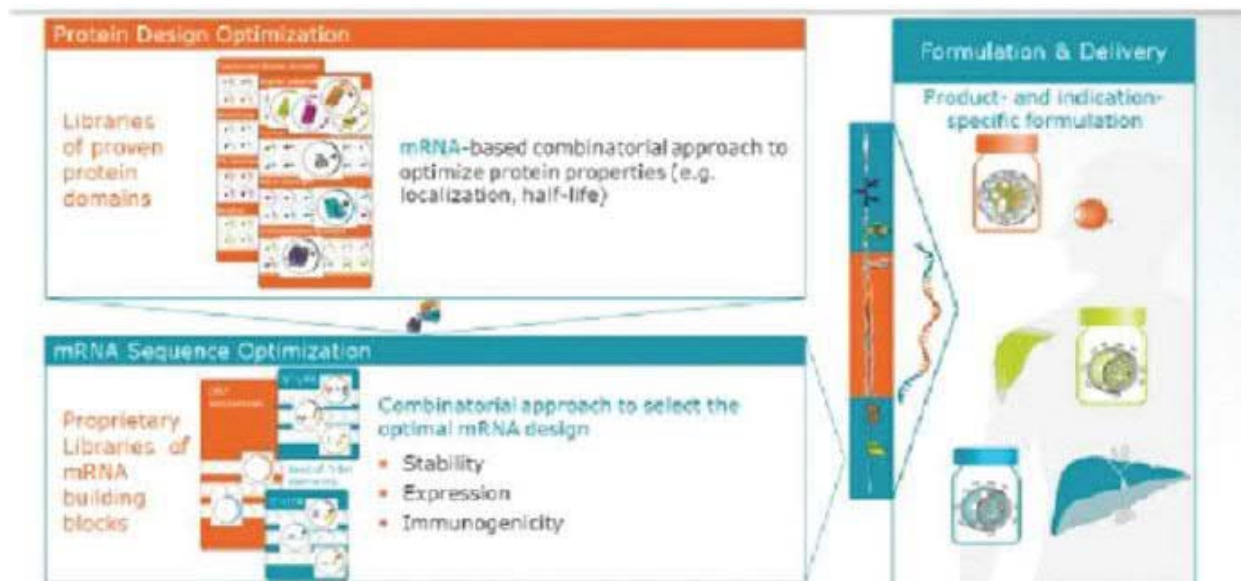 Protein Design Optimization
Libraries
of proven
protein
domains
mRNA-based combinatorial approach to
optimize protein properties (e.g.
localization, half-life)
mRNA Sequence Optimization
Proprietary
Libraries of
mRNA
building
blocks
Combinatorial approach to select the
optimal mRNA design
▪ Stability
▪ Expression
▪ Immunogenicity
Formulation & Delivery
Product- and indication-
specific formulation